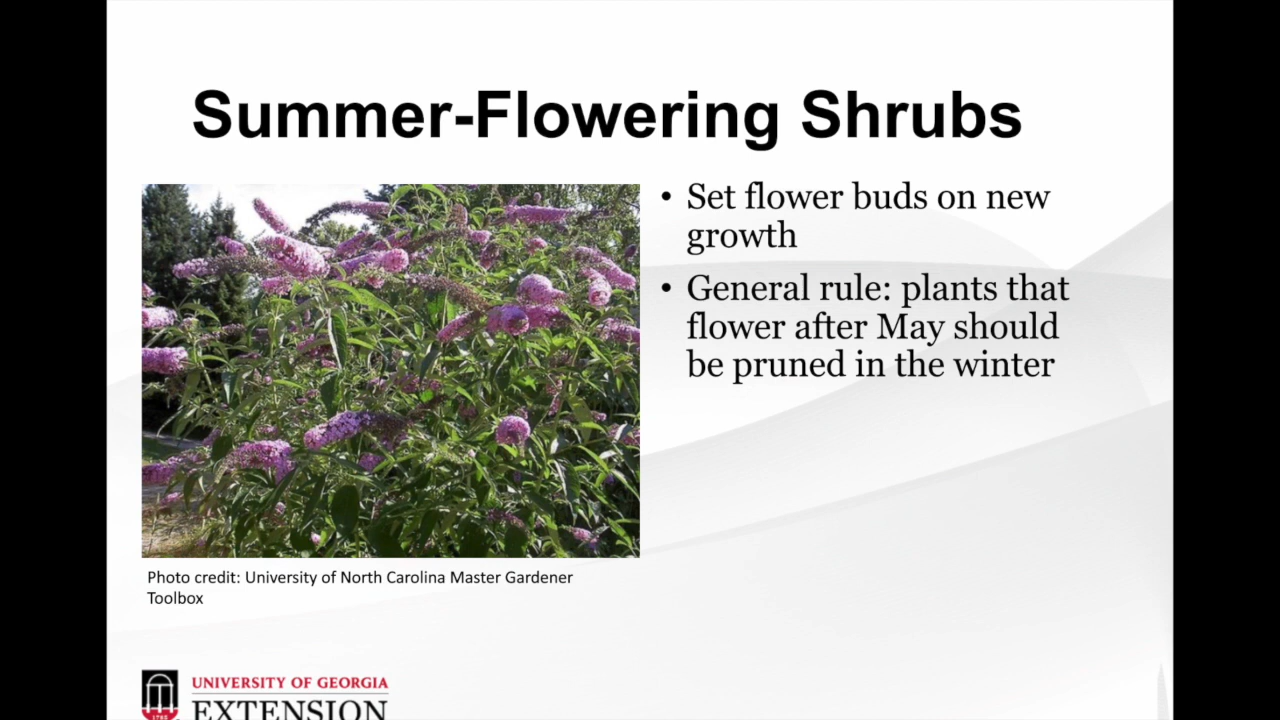 Summer-Flowering Shrubs
• Set flower buds on new
growth
• General rule: plants that
flower after May should
be pruned in the winter
Photo credit: University of North Carolina Master Gardener
Toolbox
UNIVERSITY OF GEORGIA
EXTENSION
1785